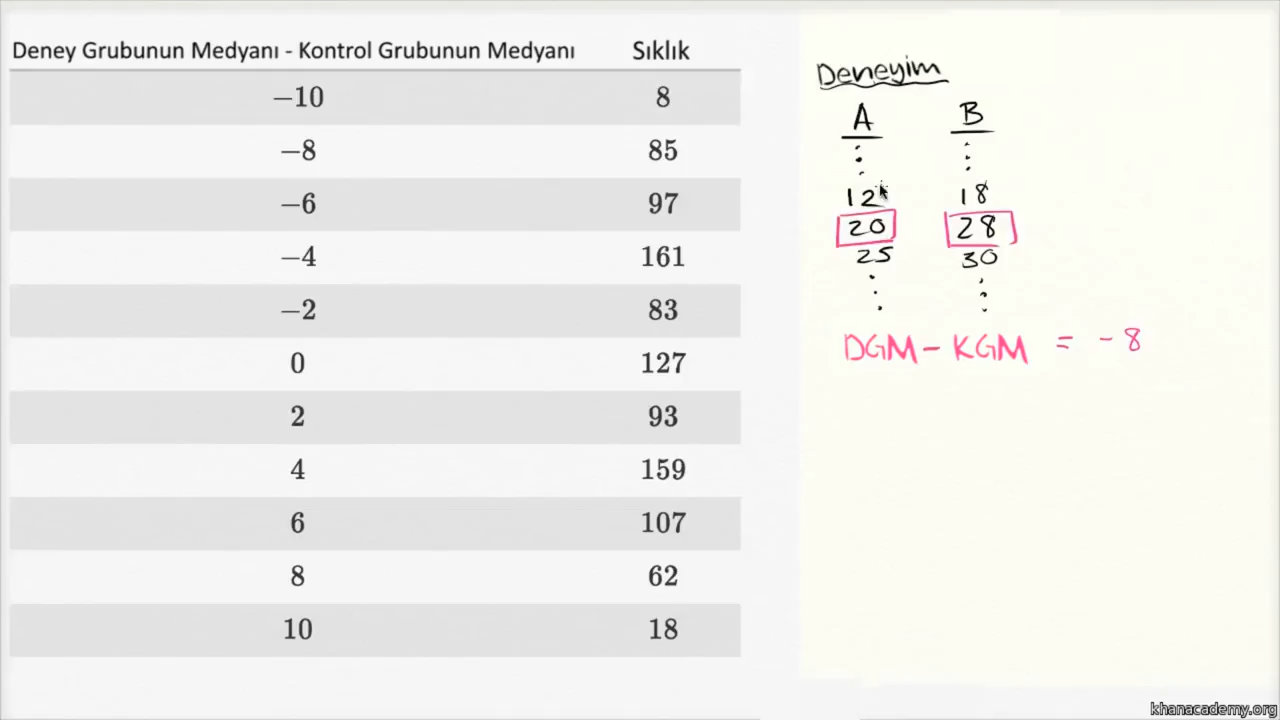 Deney Grubunun Medyanı - Kontrol Grubunun Medyanı Sıklık
−10 8
−8 85
−6 97
−4 161
−2 83
0 127
2 93
4 159
6 107
8 62
10 18
Deneyim
A B
12 18
20 28
25 30
DGM - KGM = -8
khanacademy.org